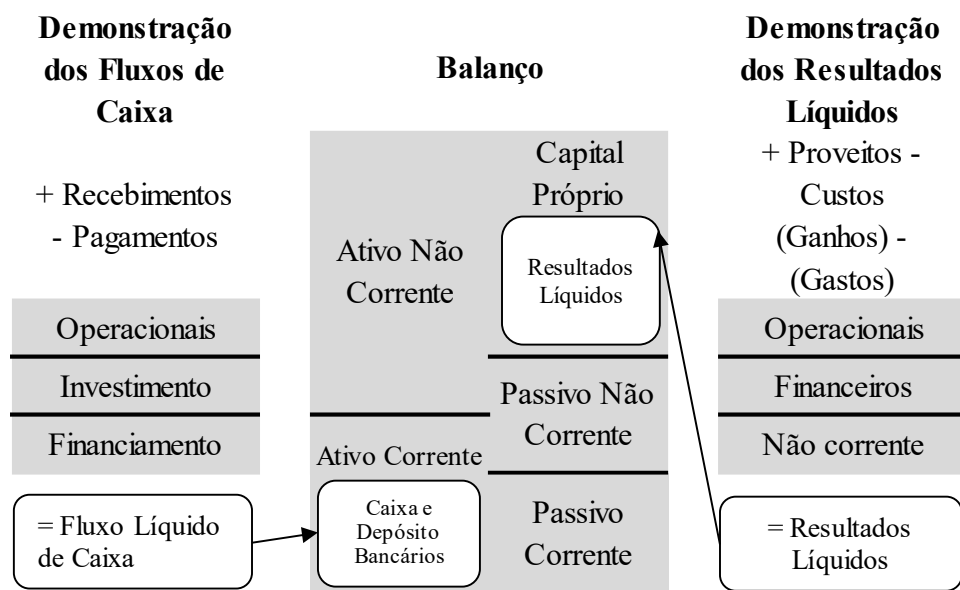 Demonstração
dos Fluxos de
Caixa
+ Recebimentos
- Pagamentos
Operacionais
Investimento
Financiamento
= Fluxo Líquido
de Caixa
Balanço
Ativo Não
Corrente
Ativo Corrente
Caixa e
Depósito
Bancários
Capital
Próprio
Resultados
Líquidos
Passivo Não
Corrente
Passivo
Corrente
Demonstração
dos Resultados
Líquidos
+ Proveitos -
Custos
(Ganhos) -
(Gastos)
Operacionais
Financeiros
Não corrente
= Resultados
Líquidos